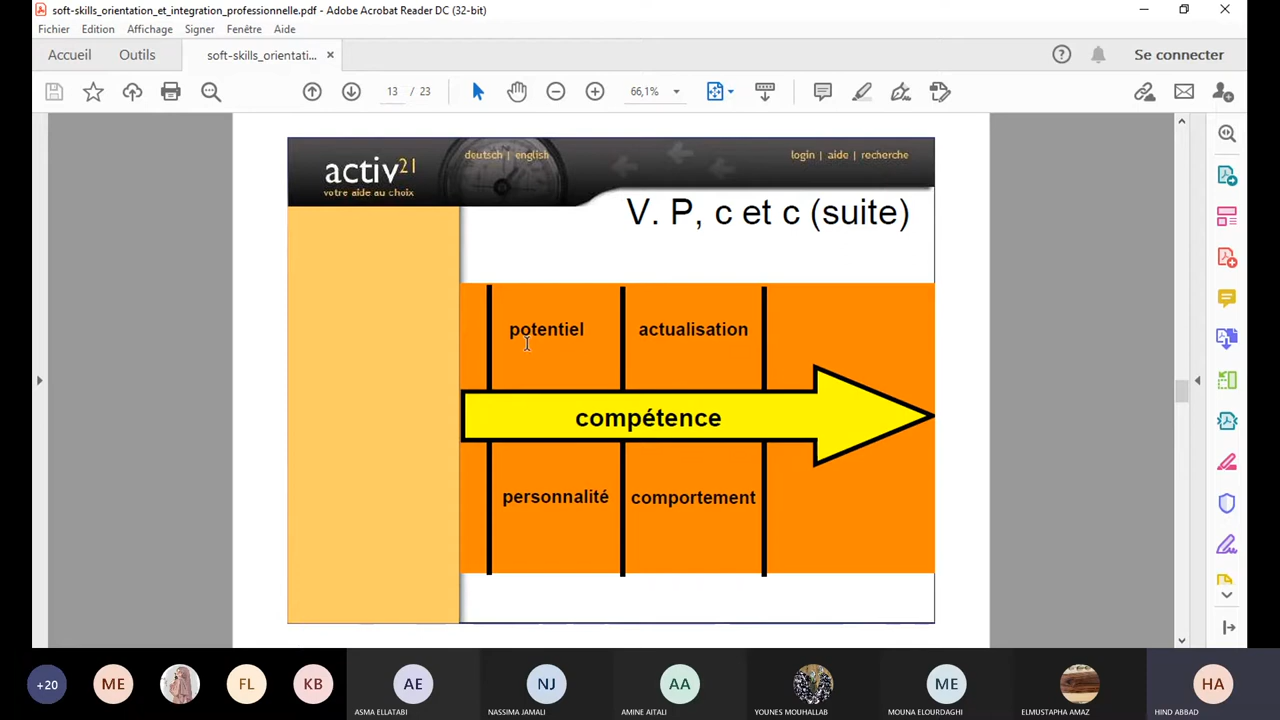 soft-skills_orientation_et_integration_professionnelle.pdf - Adobe Acrobat Reader DC (32-bit)
Fichier Edition Affichage Signer Fenêtre Aide
Accueil Outils soft-skills_orientati... × Se connecter
13 / 23 66,1%
activ21
votre aide au choix
deutsch | english
login | aide | recherche
V. P, c et c (suite)
potentiel actualisation
compétence
personnalité comportement
+20 ME FL KB AE NJ AA ME HA
ASMA ELLATABI NASSIMA JAMALI AMINE AITALI YOUNES MOUHALLAB MOUNA ELOURDAGHI ELMUSTAPHA AMAZ HIND ABBAD